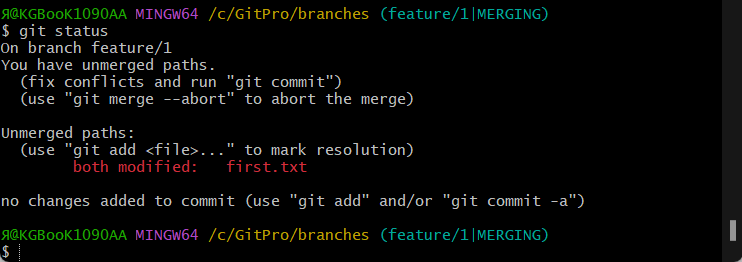 Я@KGBooK1090AA MINGW64 /c/GitPro/branches (feature/1|MERGING)
$ git status
On branch feature/1
You have unmerged paths.
  (fix conflicts and run "git commit")
  (use "git merge --abort" to abort the merge)

Unmerged paths:
  (use "git add <file>..." to mark resolution)
        both modified:   first.txt

no changes added to commit (use "git add" and/or "git commit -a")

Я@KGBooK1090AA MINGW64 /c/GitPro/branches (feature/1|MERGING)
$